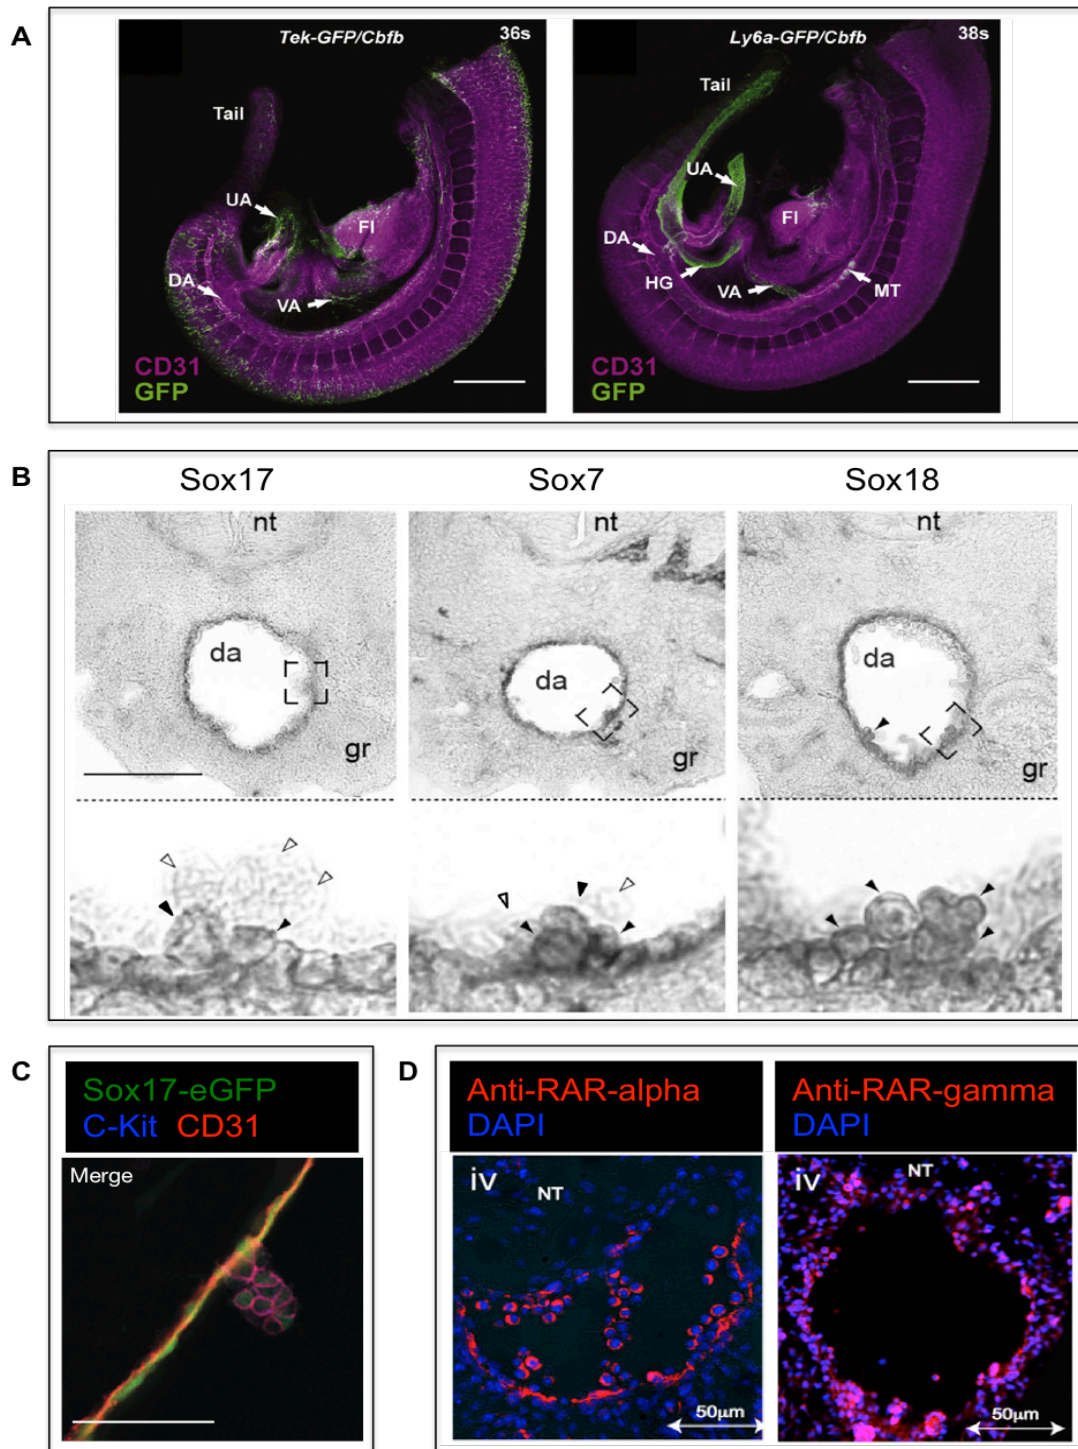 A
Tek-GFP/Cbfb 36s
Tail
UA
FI
DA
VA
CD31
GFP
Ly6a-GFP/Cbfb 38s
Tail
UA
FI
DA
HG
VA
MT
CD31
GFP
B
Sox17 Sox7 Sox18
nt nt nt
da da da
gr gr gr
C
Sox17-eGFP
C-Kit CD31
Merge
D
Anti-RAR-alpha
DAPI
iv NT
50µm
Anti-RAR-gamma
DAPI
iv NT
50µm